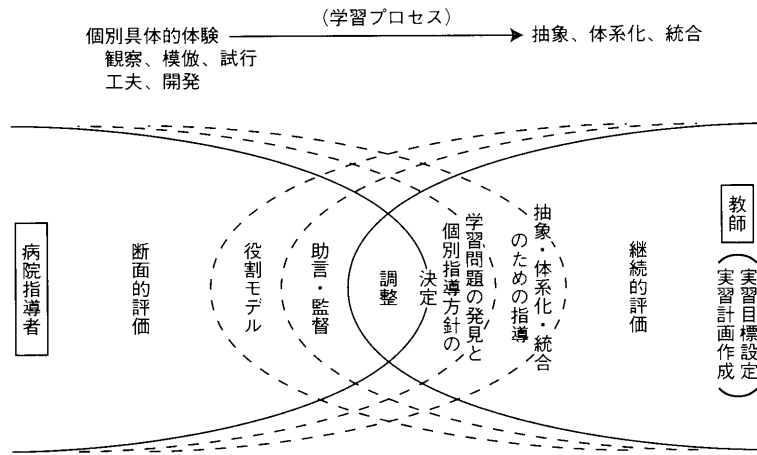 (学習プロセス)
個別具体的体験
観察、模倣、試行
工夫、開発
抽象、体系化、統合
病院指導者
断面的評価
役割モデル
助言・監督
調整
学習問題の発見と
個別指導方針の
決定
抽象・体系化・統合
のための指導
継続的評価
教師
(実習目標設定
実習計画作成)